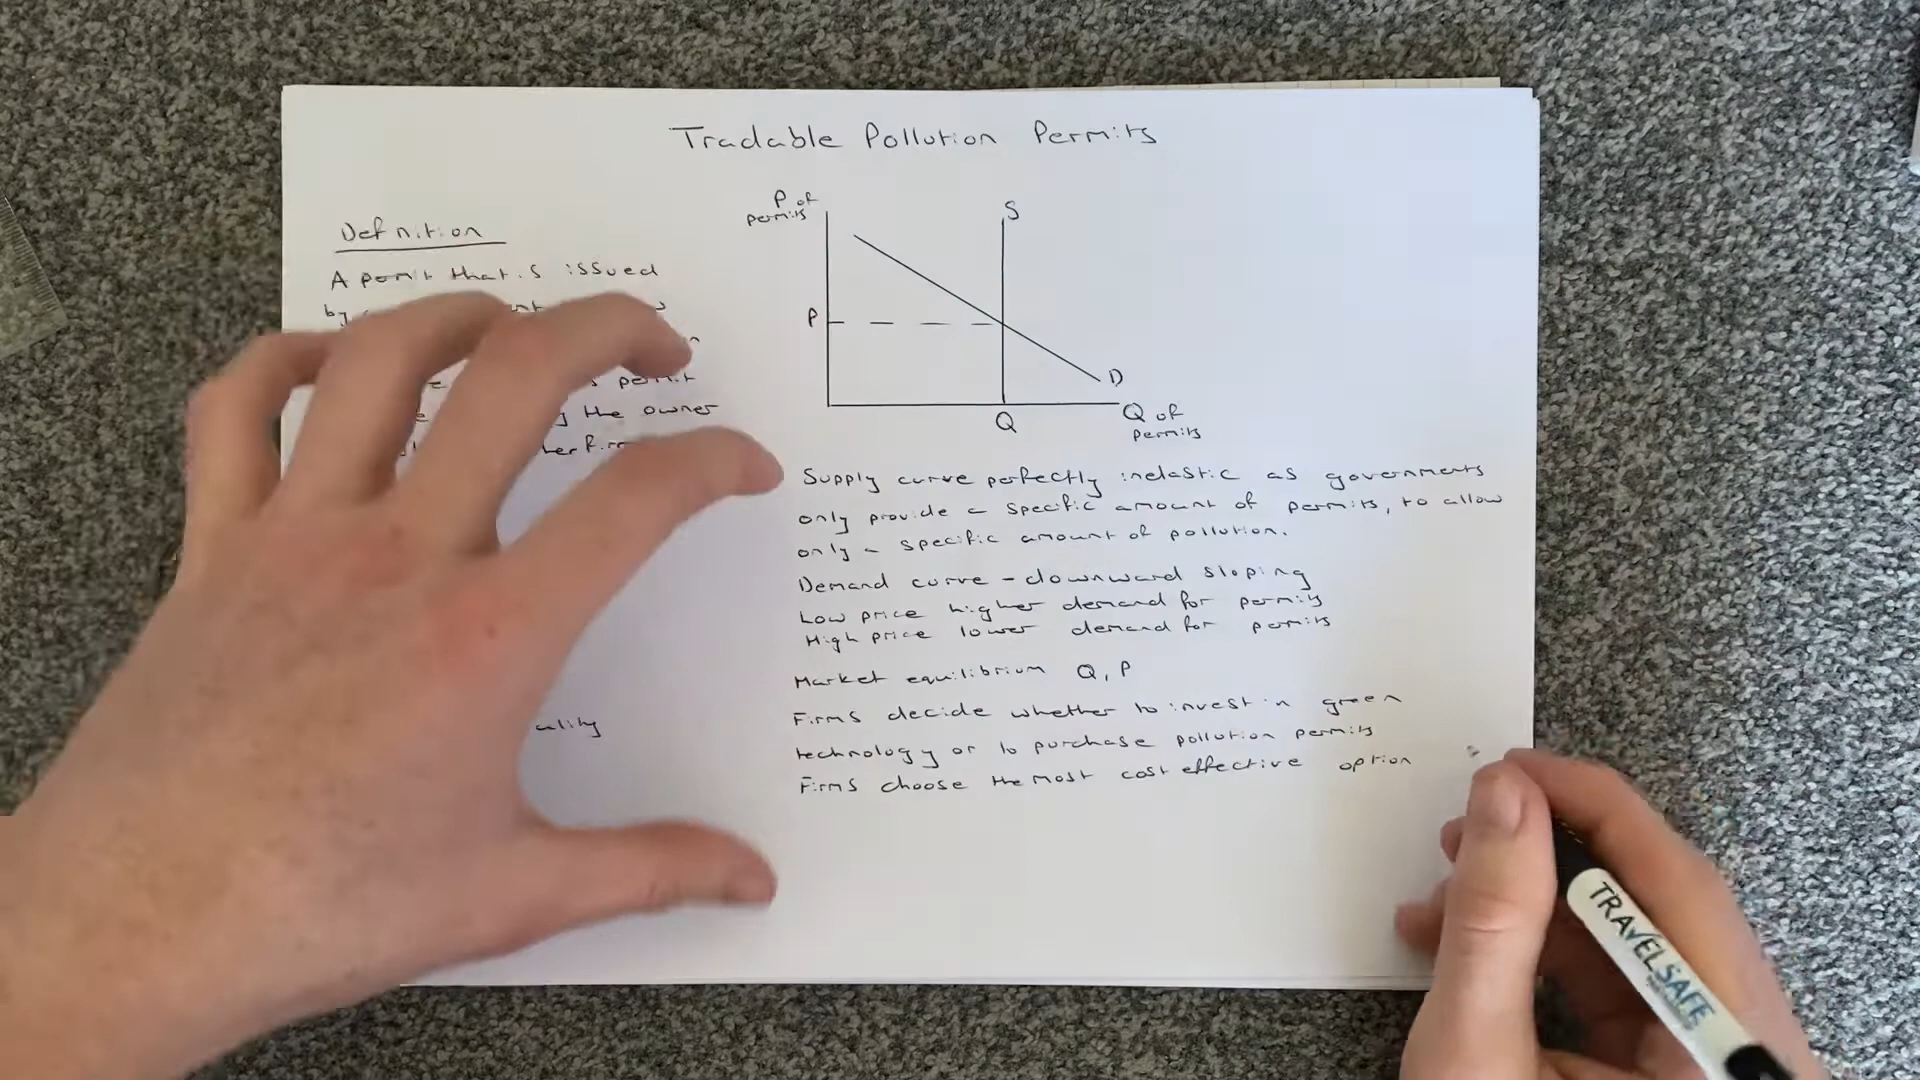 Tradable Pollution Permits
P of
permits
S
P
D
Q
Q of
permits
Definition
A permit that is issued
by
permit
the owner
ality
Supply curve perfectly inelastic as governments
only provide a specific amount of permits, to allow
only a specific amount of pollution.
Demand curve - downward sloping
Low price higher demand for permits
High price lower demand for permits
Market equilibrium Q, P
Firms decide whether to invest in green
technology or to purchase pollution permits
Firms choose the most cost effective option
TRAVELSAFE